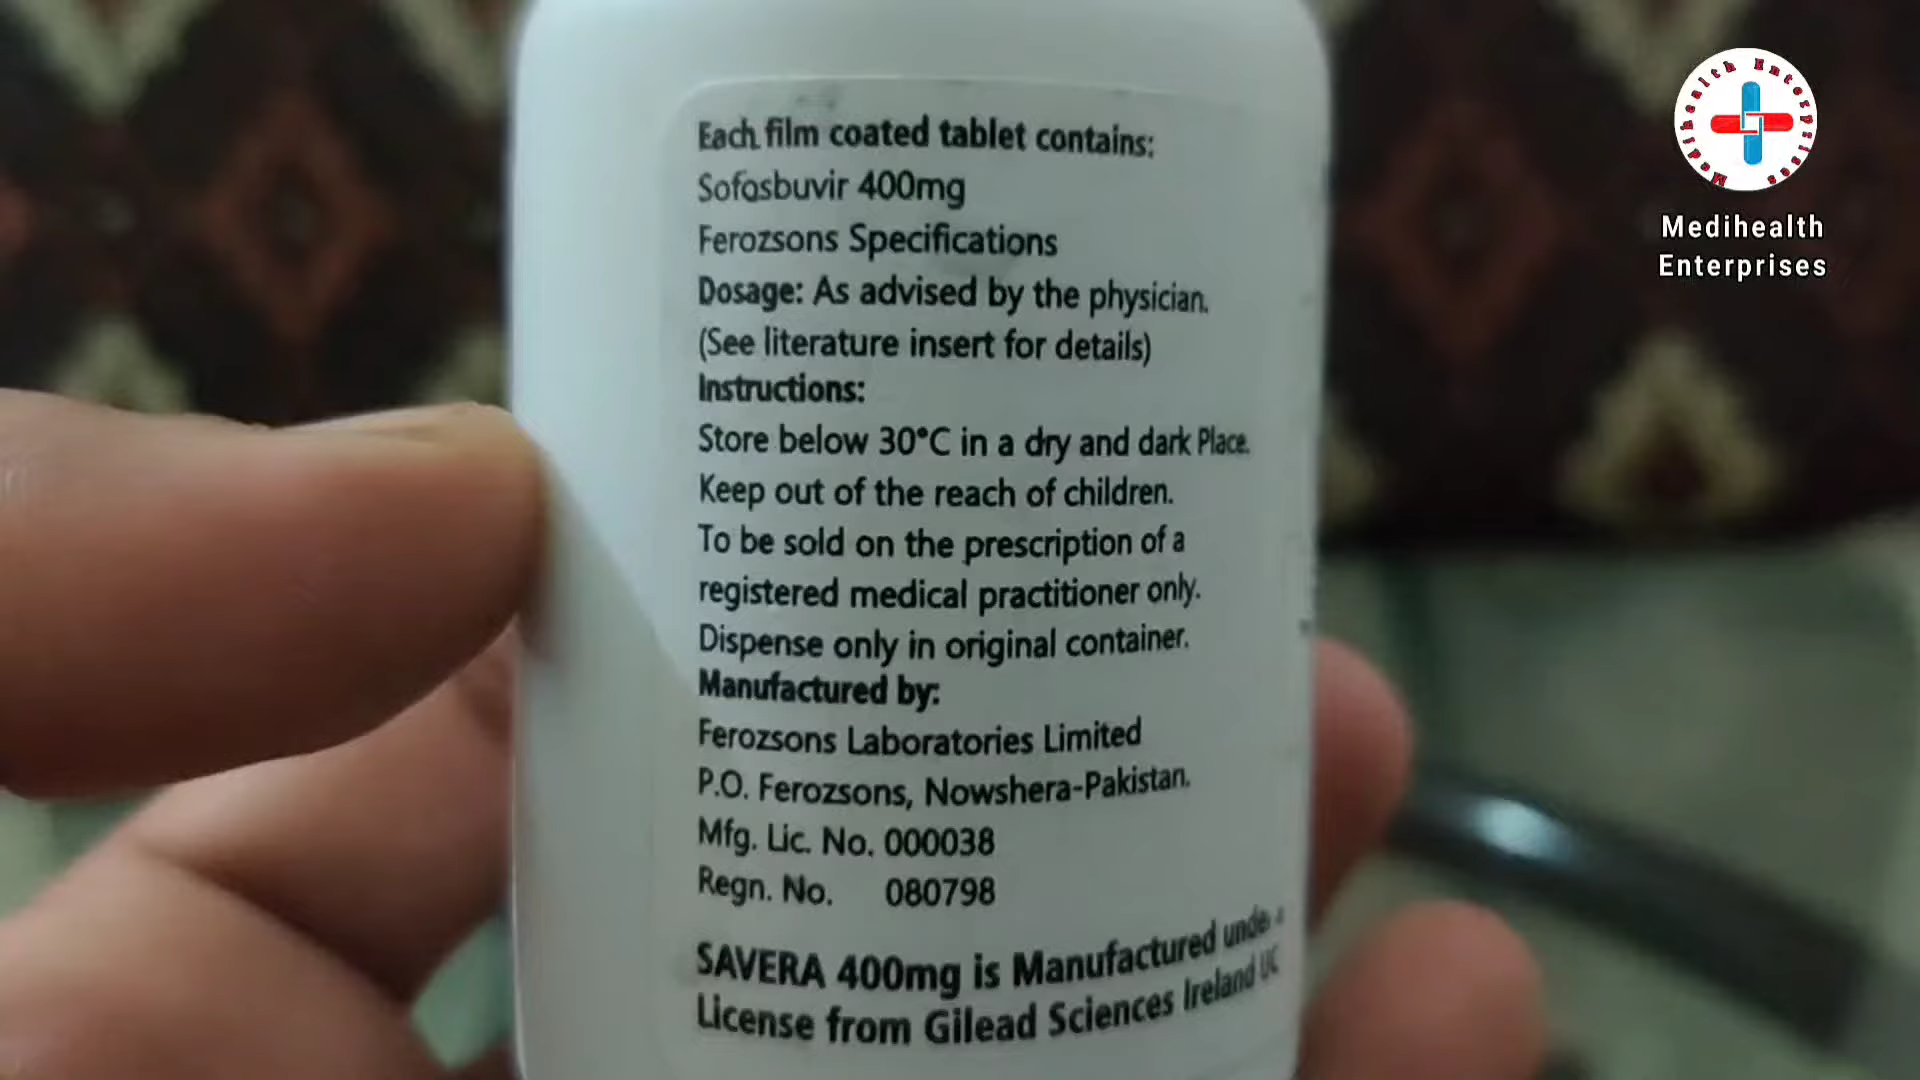 Each film coated tablet contains:
Sofosbuvir 400mg
Ferozsons Specifications
Dosage: As advised by the physician.
(See literature insert for details)
Instructions:
Store below 30°C in a dry and dark Place.
Keep out of the reach of children.
To be sold on the prescription of a
registered medical practitioner only.
Dispense only in original container.
Manufactured by:
Ferozsons Laboratories Limited
P.O. Ferozsons, Nowshera-Pakistan.
Mfg. Lic. No. 000038
Regn. No. 080798
SAVERA 400mg is Manufactured under a
License from Gilead Sciences Ireland UC
Medihealth Enterprises
Medihealth
Enterprises